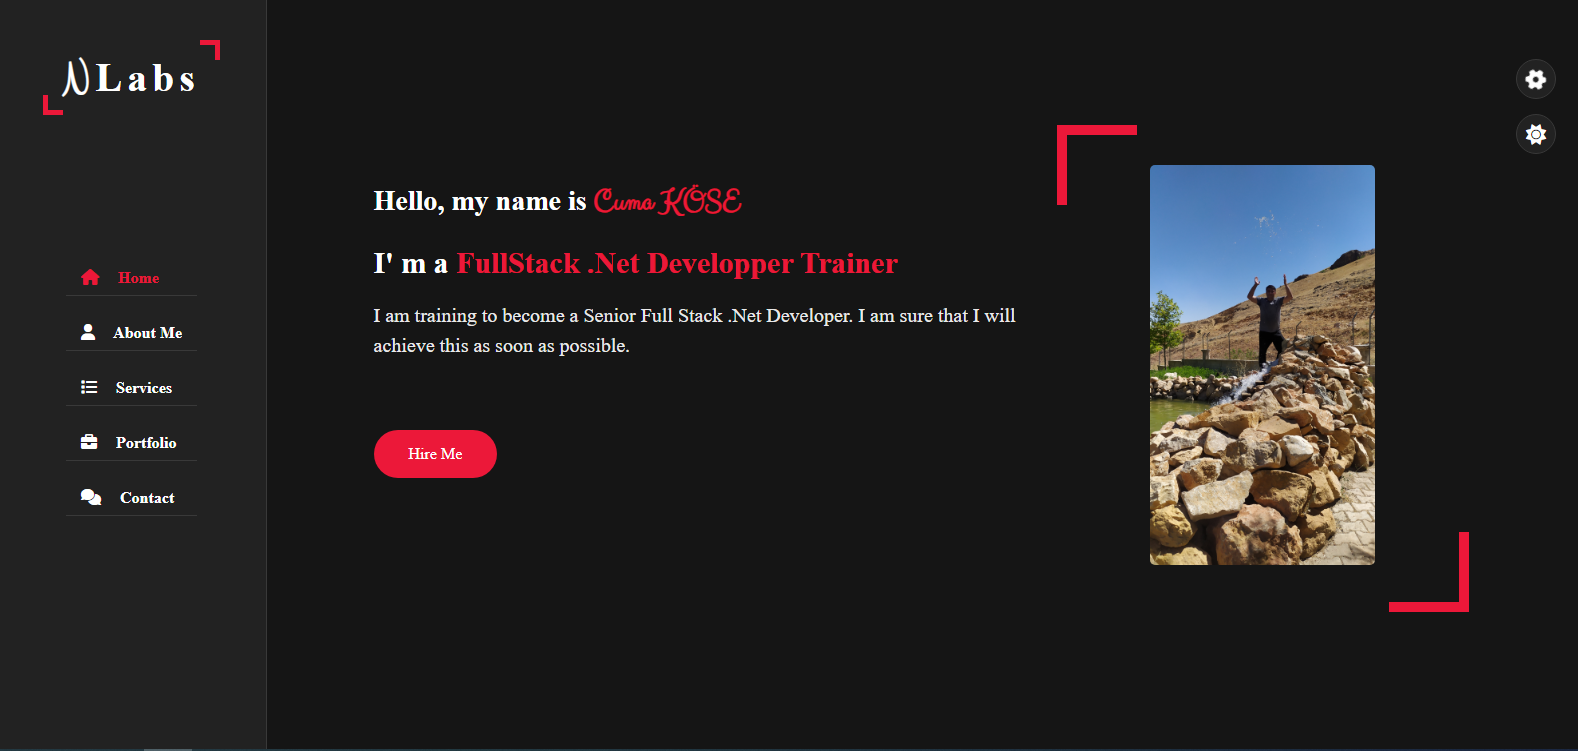 NLabs
Home
About Me
Services
Portfolio
Contact
Hello, my name is Cuma KÖSE
I' m a FullStack .Net Developper Trainer
I am training to become a Senior Full Stack .Net Developer. I am sure that I will
achieve this as soon as possible.
Hire Me